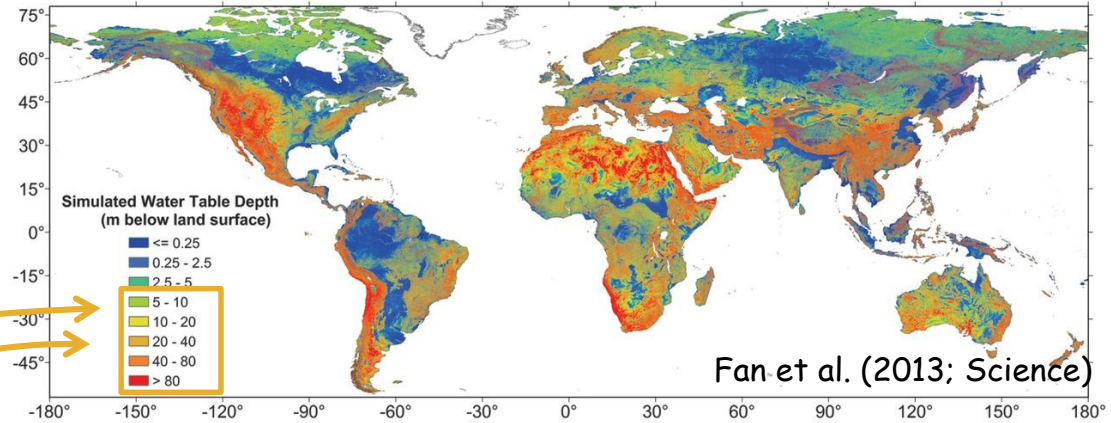 75°
60°
45°
30°
15°
0°
-15°
-30°
-45°
Simulated Water Table Depth
(m below land surface)
<= 0.25
0.25 - 2.5
2.5 - 5
5 - 10
10 - 20
20 - 40
40 - 80
> 80
Fan et al. (2013; Science)
-180° -150° -120° -90° -60° -30° 0° 30° 60° 90° 120° 150° 180°